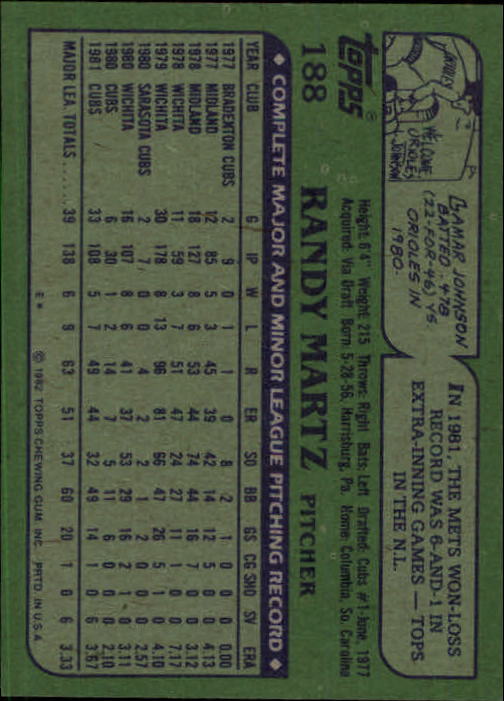 topps®
188
RANDY MARTZ PITCHER
Height: 6'4" Weight: 215 Throws: Right Bats: Left Drafted: Cubs #1-June, 1977
Acquired: Via Draft Born: 5-28-56, Harrisburg, Pa. Home: Columbia, So. Carolina
◆ COMPLETE MAJOR AND MINOR LEAGUE PITCHING RECORD ◆
YEAR CLUB G IP W L R ER SO BB GS CG SHO SV ERA
1977 BRADENTON CUBS 2 9 0 1 1 0 8 2 1 0 0 0 0.00
1977 MIDLAND 12 85 5 3 45 39 42 14 12 5 0 0 4.13
1978 MIDLAND 18 127 8 6 53 44 74 44 16 7 0 0 3.12
1978 WICHITA 11 59 3 7 51 47 24 27 11 1 0 0 7.17
1979 WICHITA 30 178 8 13 96 81 66 47 26 5 1 0 4.10
1980 SARASOTA CUBS 2 7 0 0 4 2 2 1 2 0 0 0 2.57
1980 WICHITA 16 107 8 6 41 37 53 29 16 2 1 0 3.11
1980 CUBS 6 30 1 2 14 7 5 11 6 0 0 0 2.10
1981 CUBS 33 108 5 7 49 44 32 49 14 1 0 6 3.67
MAJOR LEA. TOTALS...... 39 138 6 9 63 51 37 60 20 1 0 6 3.33
E* © 1982 TOPPS CHEWING GUM, INC. PRTD. IN U.S.A.
WELCOME
ORIOLES
-JOHNSON
LAMAR JOHNSON
BATTED .478
(22-FOR-46) VS
ORIOLES IN
1980.
IN 1981, THE METS WON-LOSS
RECORD WAS 6-AND-1 IN
EXTRA-INNING GAMES — TOPS
IN THE N.L.